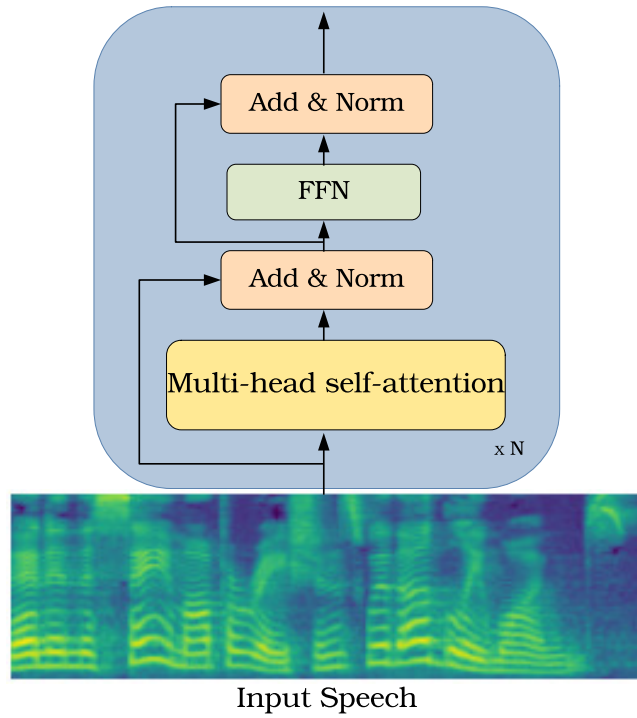 Add & Norm
FFN
Add & Norm
Multi-head self-attention
x N
Input Speech